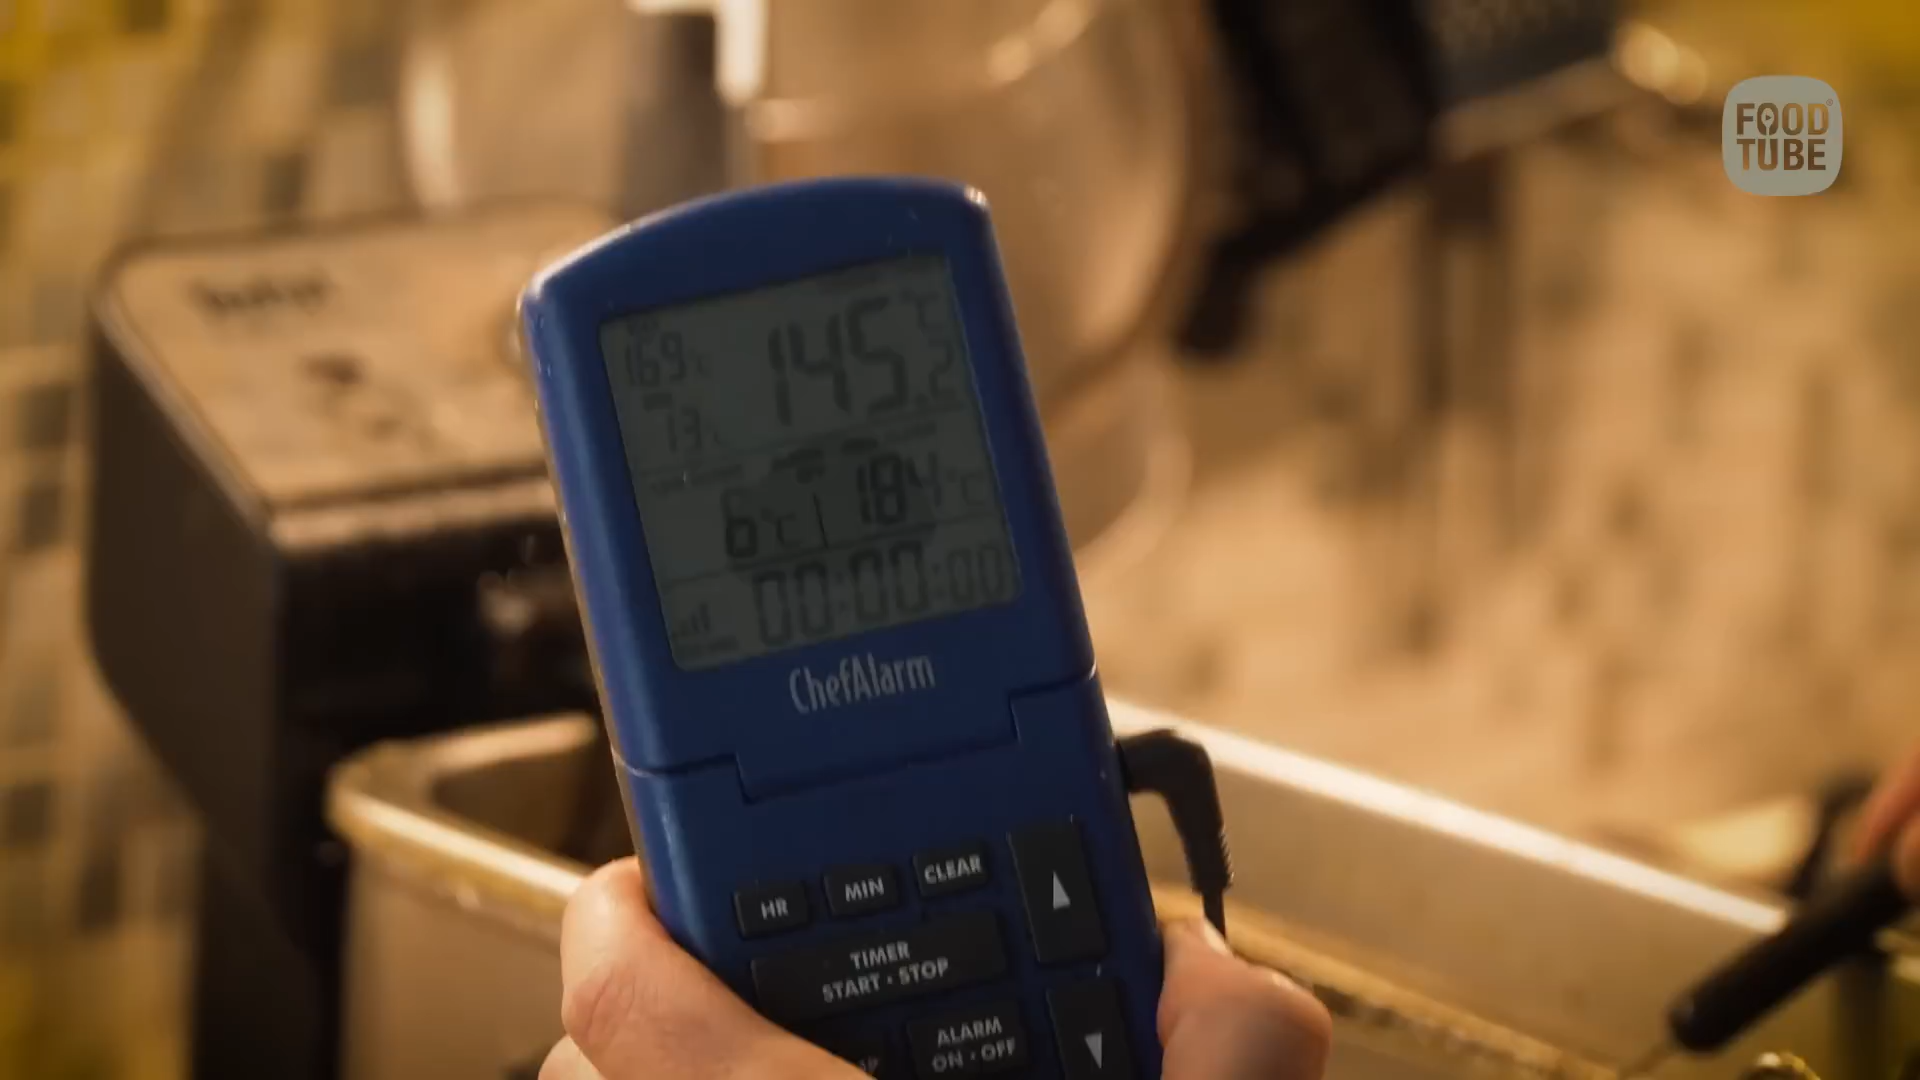 FOOD
TUBE
169°C
145.2°C
73
6°C | 184°C
00:00:00
ChefAlarm
HR
MIN
CLEAR
TIMER
START · STOP
ALARM
ON · OFF